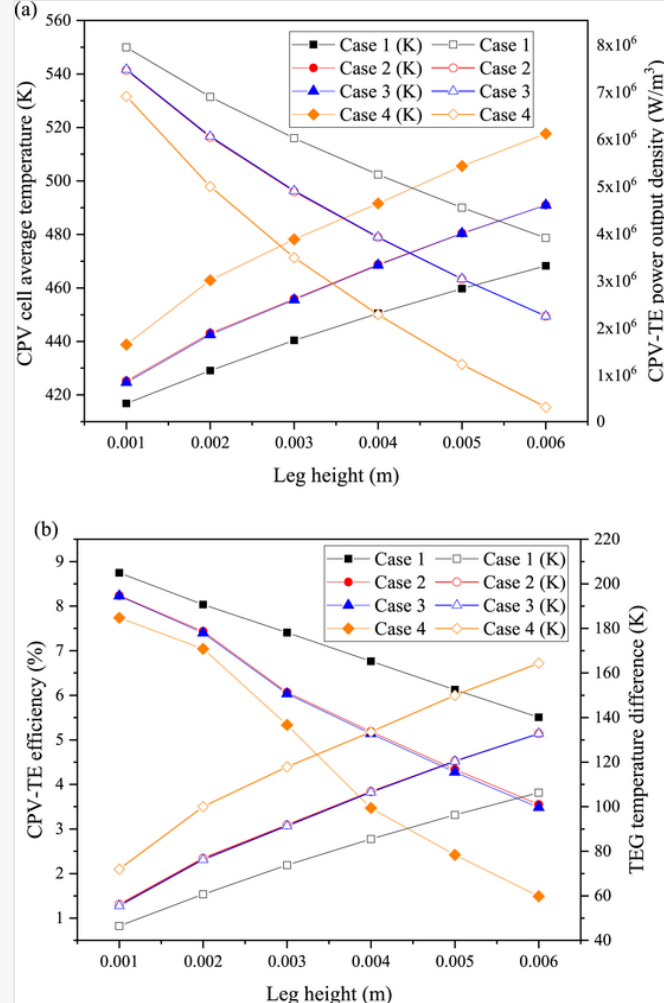 (a)
560
540
520
500
480
460
440
420
CPV cell average temperature (K)
Case 1 (K) Case 1
Case 2 (K) Case 2
Case 3 (K) Case 3
Case 4 (K) Case 4
8x10⁶
7x10⁶
6x10⁶
5x10⁶
4x10⁶
3x10⁶
2x10⁶
1x10⁶
0
CPV-TE power output density (W/m³)
0.001 0.002 0.003 0.004 0.005 0.006
Leg height (m)
(b)
9
8
7
6
5
4
3
2
1
CPV-TE efficiency (%)
Case 1 Case 1 (K)
Case 2 Case 2 (K)
Case 3 Case 3 (K)
Case 4 Case 4 (K)
220
200
180
160
140
120
100
80
60
40
TEG temperature difference (K)
0.001 0.002 0.003 0.004 0.005 0.006
Leg height (m)